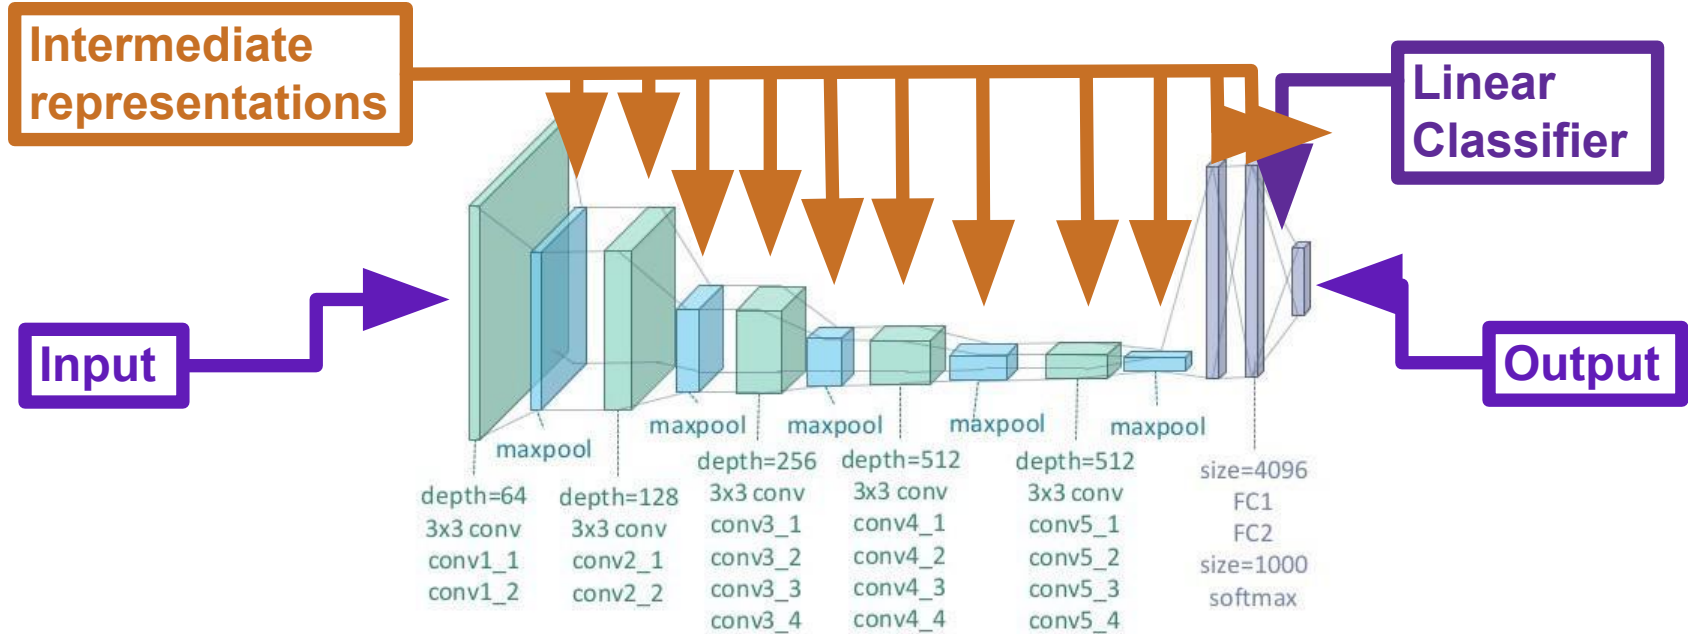 Intermediate
representations
Linear
Classifier
Input
Output
maxpool
maxpool
maxpool
maxpool
maxpool
depth=64
3x3 conv
conv1_1
conv1_2
depth=128
3x3 conv
conv2_1
conv2_2
depth=256
3x3 conv
conv3_1
conv3_2
conv3_3
conv3_4
depth=512
3x3 conv
conv4_1
conv4_2
conv4_3
conv4_4
depth=512
3x3 conv
conv5_1
conv5_2
conv5_3
conv5_4
size=4096
FC1
FC2
size=1000
softmax